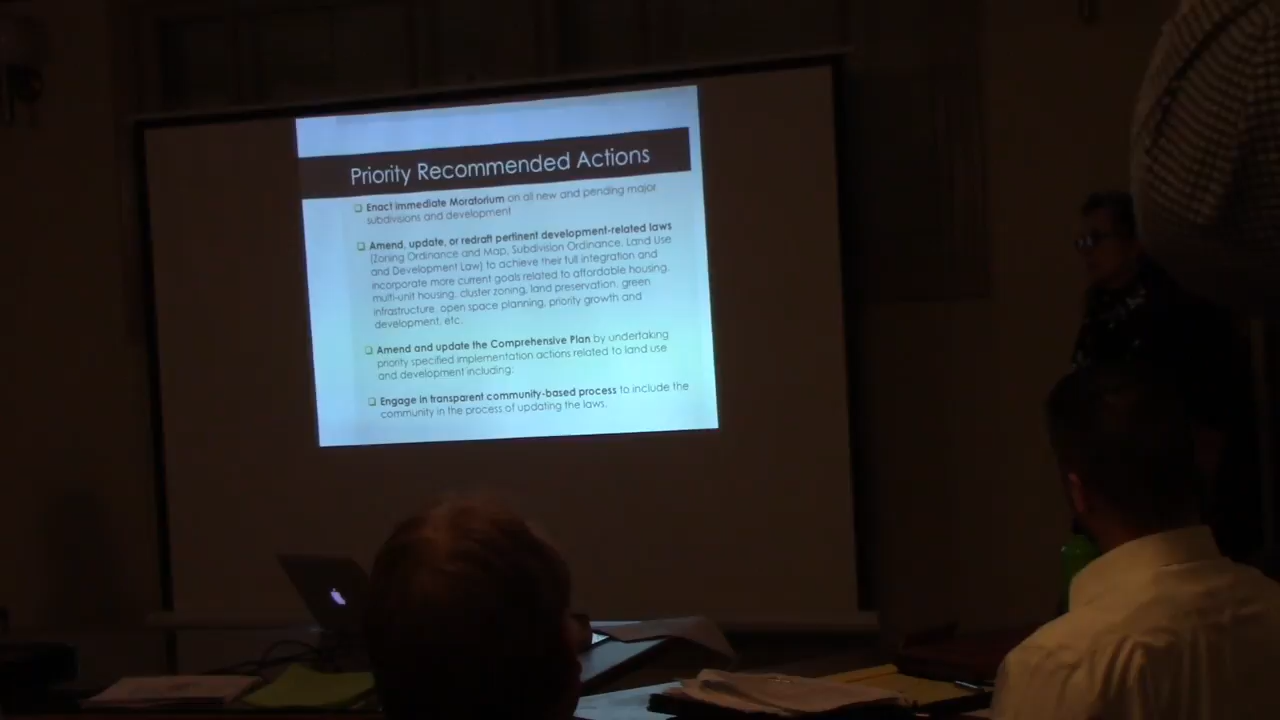 Priority Recommended Actions
Enact immediate Moratorium on all new and pending major
subdivisions and development
Amend, update, or redraft pertinent development-related laws
(Zoning Ordinance and Map, Subdivision Ordinance, Land Use
and Development Law) to achieve their full integration and
incorporate more current goals related to affordable housing,
multi-unit housing, cluster zoning, land preservation, green
infrastructure, open space planning, priority growth and
development, etc.
Amend and update the Comprehensive Plan by undertaking
priority specified implementation actions related to land use
and development including:
Engage in transparent community-based process to include the
community in the process of updating the laws.